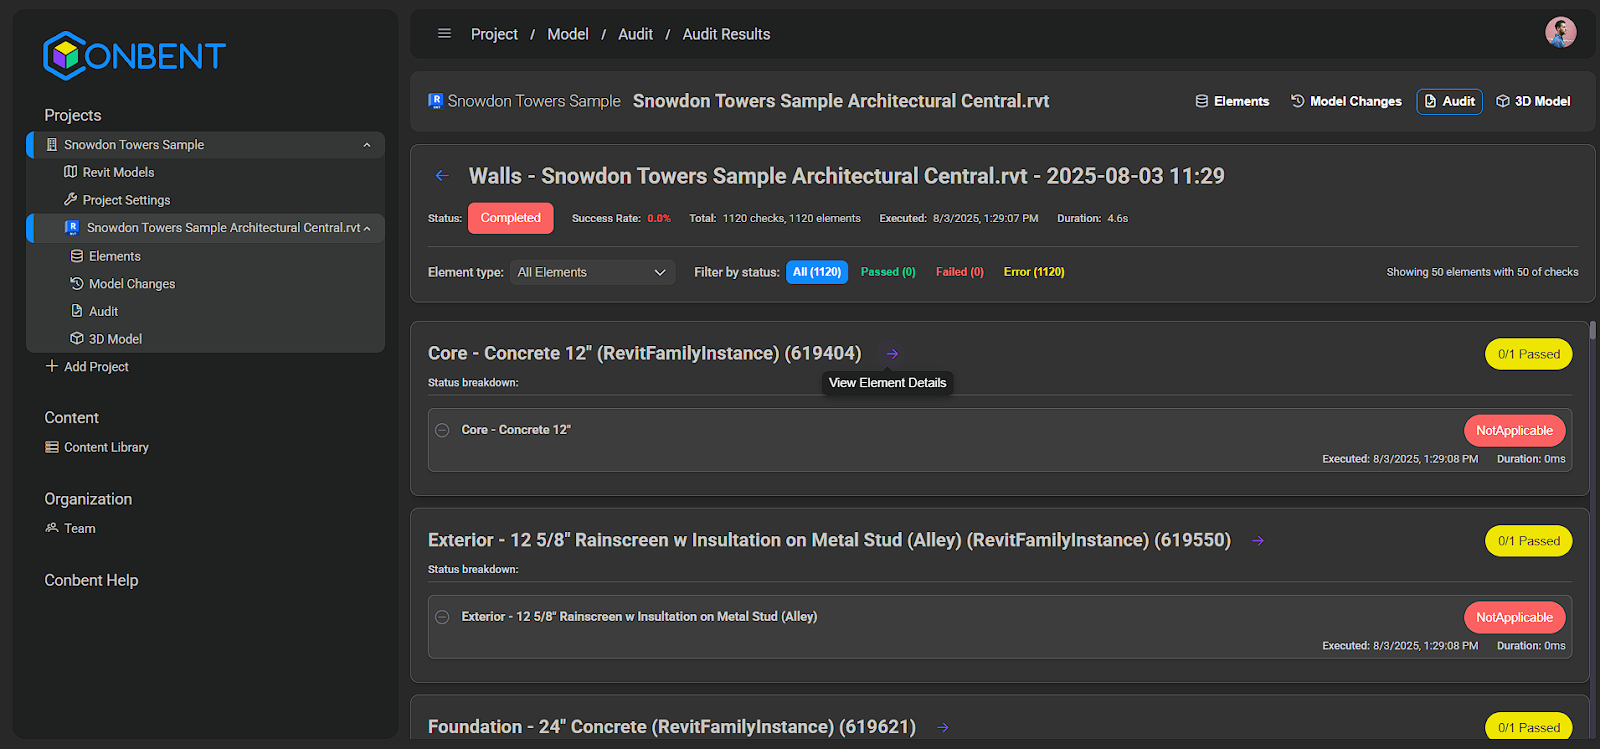 CONBENT
Projects
Snowdon Towers Sample
Revit Models
Project Settings
R
Snowdon Towers Sample Architectural Central.rvt
Elements
Model Changes
Audit
3D Model
Add Project
Content
Content Library
Organization
Team
Conbent Help
Project / Model / Audit / Audit Results
R Snowdon Towers Sample Snowdon Towers Sample Architectural Central.rvt
Elements Model Changes Audit 3D Model
Walls - Snowdon Towers Sample Architectural Central.rvt - 2025-08-03 11:29
Status: Completed Success Rate: 0.0% Total: 1120 checks, 1120 elements Executed: 8/3/2025, 1:29:07 PM Duration: 4.6s
Element type: All Elements Filter by status: All (1120) Passed (0) Failed (0) Error (1120) Showing 50 elements with 50 of checks
Core - Concrete 12" (RevitFamilyInstance) (619404) 0/1 Passed
Status breakdown:
View Element Details
Core - Concrete 12" NotApplicable
Executed: 8/3/2025, 1:29:08 PM Duration: 0ms
Exterior - 12 5/8" Rainscreen w Insultation on Metal Stud (Alley) (RevitFamilyInstance) (619550) 0/1 Passed
Status breakdown:
Exterior - 12 5/8" Rainscreen w Insultation on Metal Stud (Alley) NotApplicable
Executed: 8/3/2025, 1:29:08 PM Duration: 0ms
Foundation - 24" Concrete (RevitFamilyInstance) (619621) 0/1 Passed